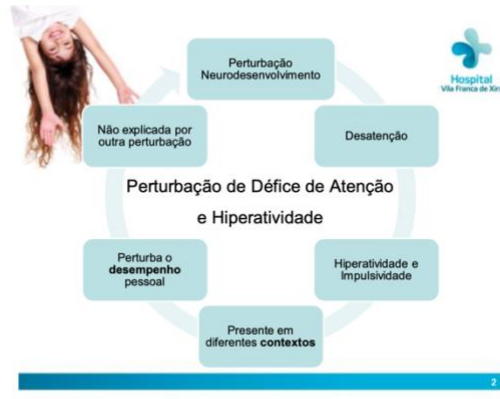 Perturbação
Neurodesenvolvimento
Hospital
Vila Franca de Xira
Desatenção
Hiperatividade e
Impulsividade
Presente em
diferentes contextos
Perturba o
desempenho
pessoal
Não explicada por
outra perturbação
Perturbação de Défice de Atenção
e Hiperatividade
2